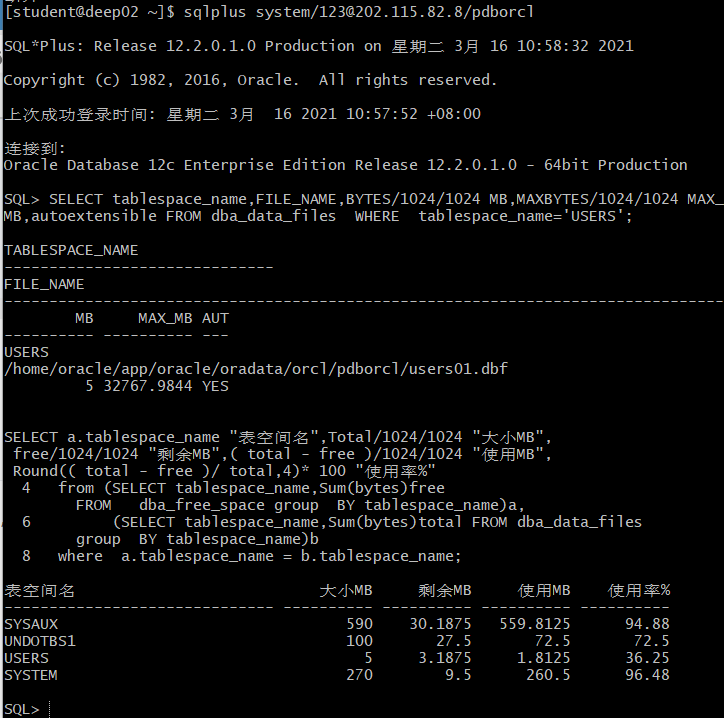 [student@deep02 ~]$ sqlplus system/123@202.115.82.8/pdborcl
SQL*Plus: Release 12.2.0.1.0 Production on 星期二 3月 16 10:58:32 2021
Copyright (c) 1982, 2016, Oracle.  All rights reserved.
上次成功登录时间: 星期二 3月  16 2021 10:57:52 +08:00
连接到:
Oracle Database 12c Enterprise Edition Release 12.2.0.1.0 - 64bit Production
SQL> SELECT tablespace_name,FILE_NAME,BYTES/1024/1024 MB,MAXBYTES/1024/1024 MAX_
MB,autoextensible FROM dba_data_files  WHERE  tablespace_name='USERS';
TABLESPACE_NAME
------------------------------
FILE_NAME
--------------------------------------------------------------------------------
        MB     MAX_MB AUT
---------- ---------- ---
USERS
/home/oracle/app/oracle/oradata/orcl/pdborcl/users01.dbf
         5 32767.9844 YES
SELECT a.tablespace_name "表空间名",Total/1024/1024 "大小MB",
 free/1024/1024 "剩余MB",( total - free )/1024/1024 "使用MB",
 Round(( total - free )/ total,4)* 100 "使用率%"
  4   from (SELECT tablespace_name,Sum(bytes)free
        FROM   dba_free_space group  BY tablespace_name)a,
  6         (SELECT tablespace_name,Sum(bytes)total FROM dba_data_files
        group  BY tablespace_name)b
  8   where  a.tablespace_name = b.tablespace_name;
表空间名                           大小MB     剩余MB     使用MB    使用率%
------------------------------ ---------- ---------- ---------- ----------
SYSAUX                                590    30.1875   559.8125      94.88
UNDOTBS1                              100       27.5       72.5       72.5
USERS                                   5     3.1875     1.8125      36.25
SYSTEM                                270        9.5      260.5      96.48
SQL>